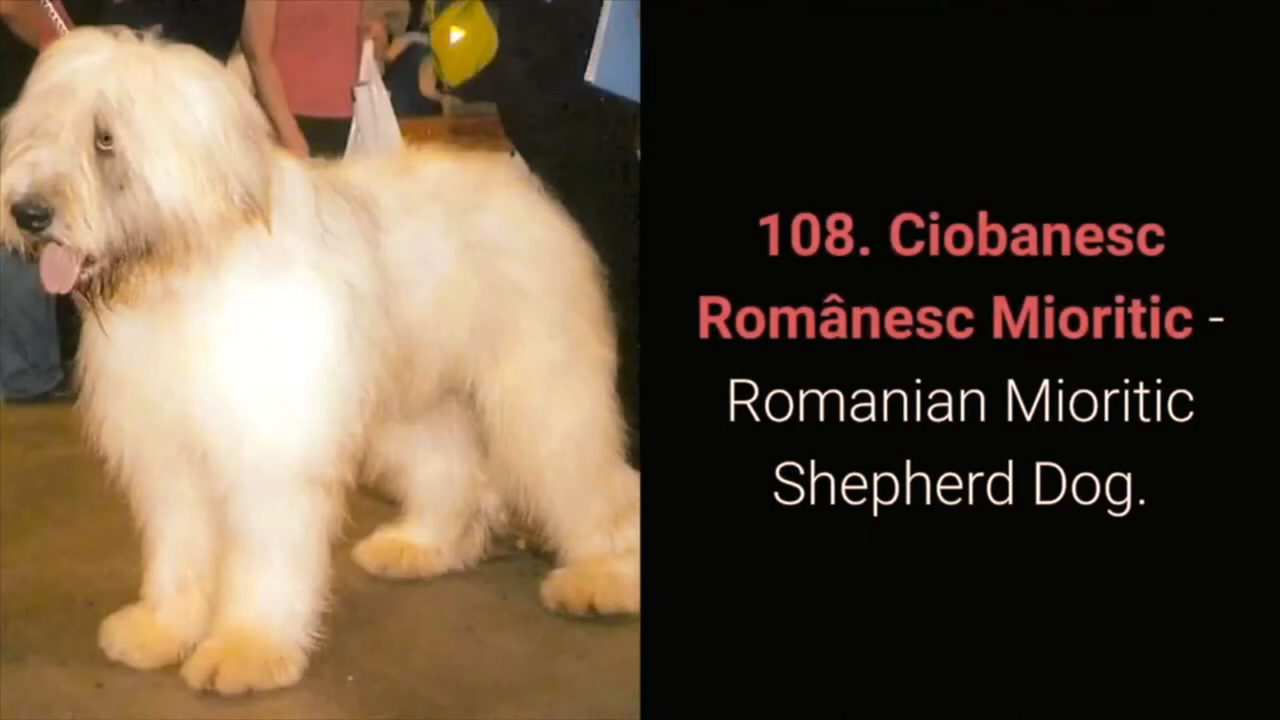 108. Ciobanesc
Românesc Mioritic -
Romanian Mioritic
Shepherd Dog.